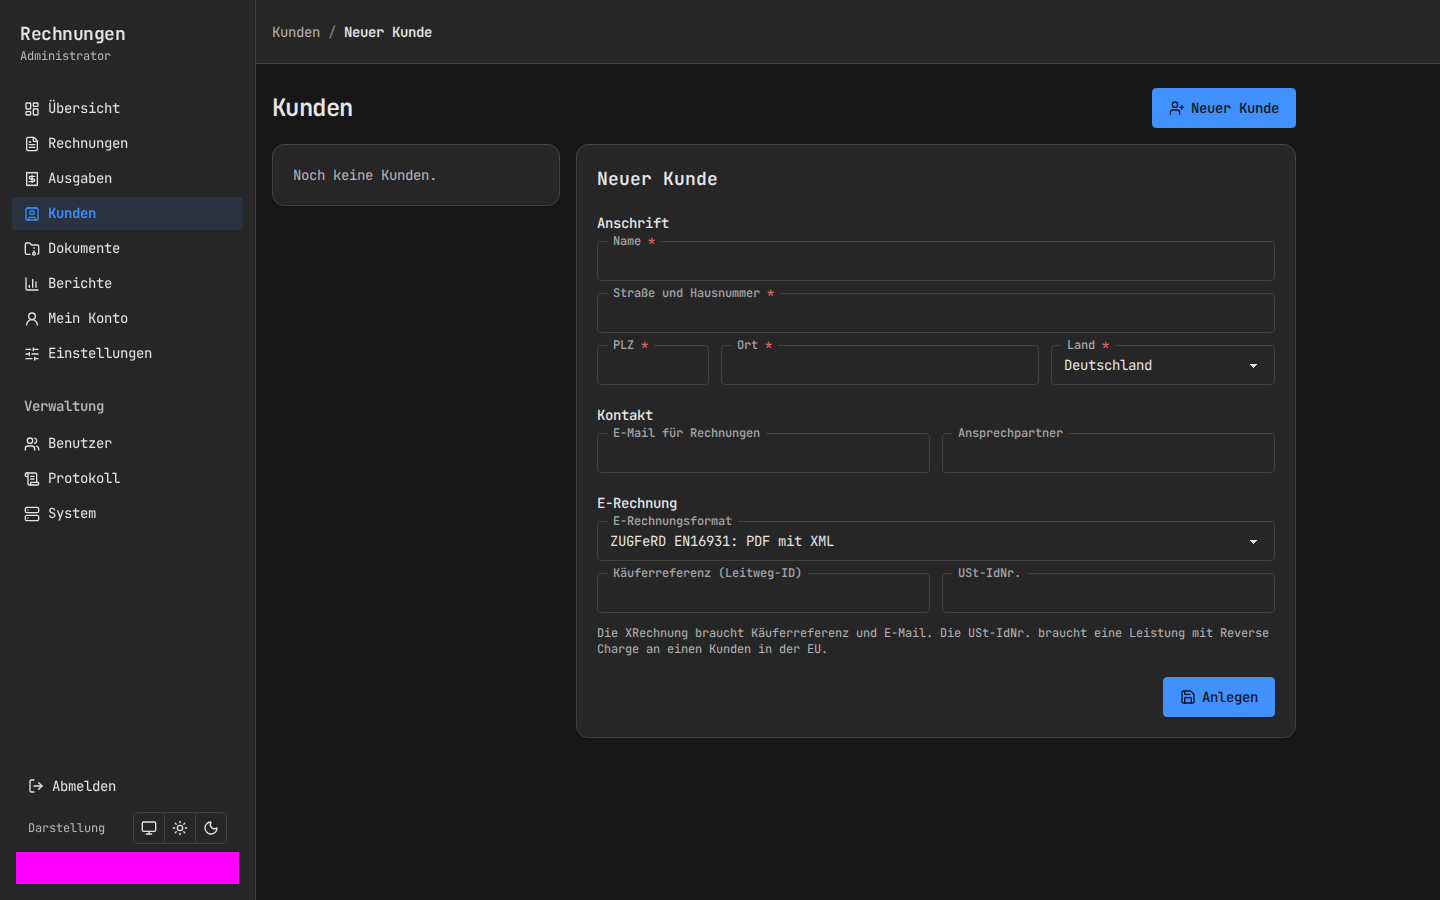 Rechnungen
Administrator
Übersicht
Rechnungen
Ausgaben
Kunden
Dokumente
Berichte
Mein Konto
Einstellungen
Verwaltung
Benutzer
Protokoll
System
Abmelden
Darstellung
Kunden / Neuer Kunde
Kunden
Neuer Kunde
Noch keine Kunden.
Neuer Kunde
Anschrift
Name *
Straße und Hausnummer *
PLZ * Ort * Land *
Deutschland
Kontakt
E-Mail für Rechnungen Ansprechpartner
E-Rechnung
E-Rechnungsformat
ZUGFeRD EN16931: PDF mit XML
Käuferreferenz (Leitweg-ID) USt-IdNr.
Die XRechnung braucht Käuferreferenz und E-Mail. Die USt-IdNr. braucht eine Leistung mit Reverse
Charge an einen Kunden in der EU.
Anlegen